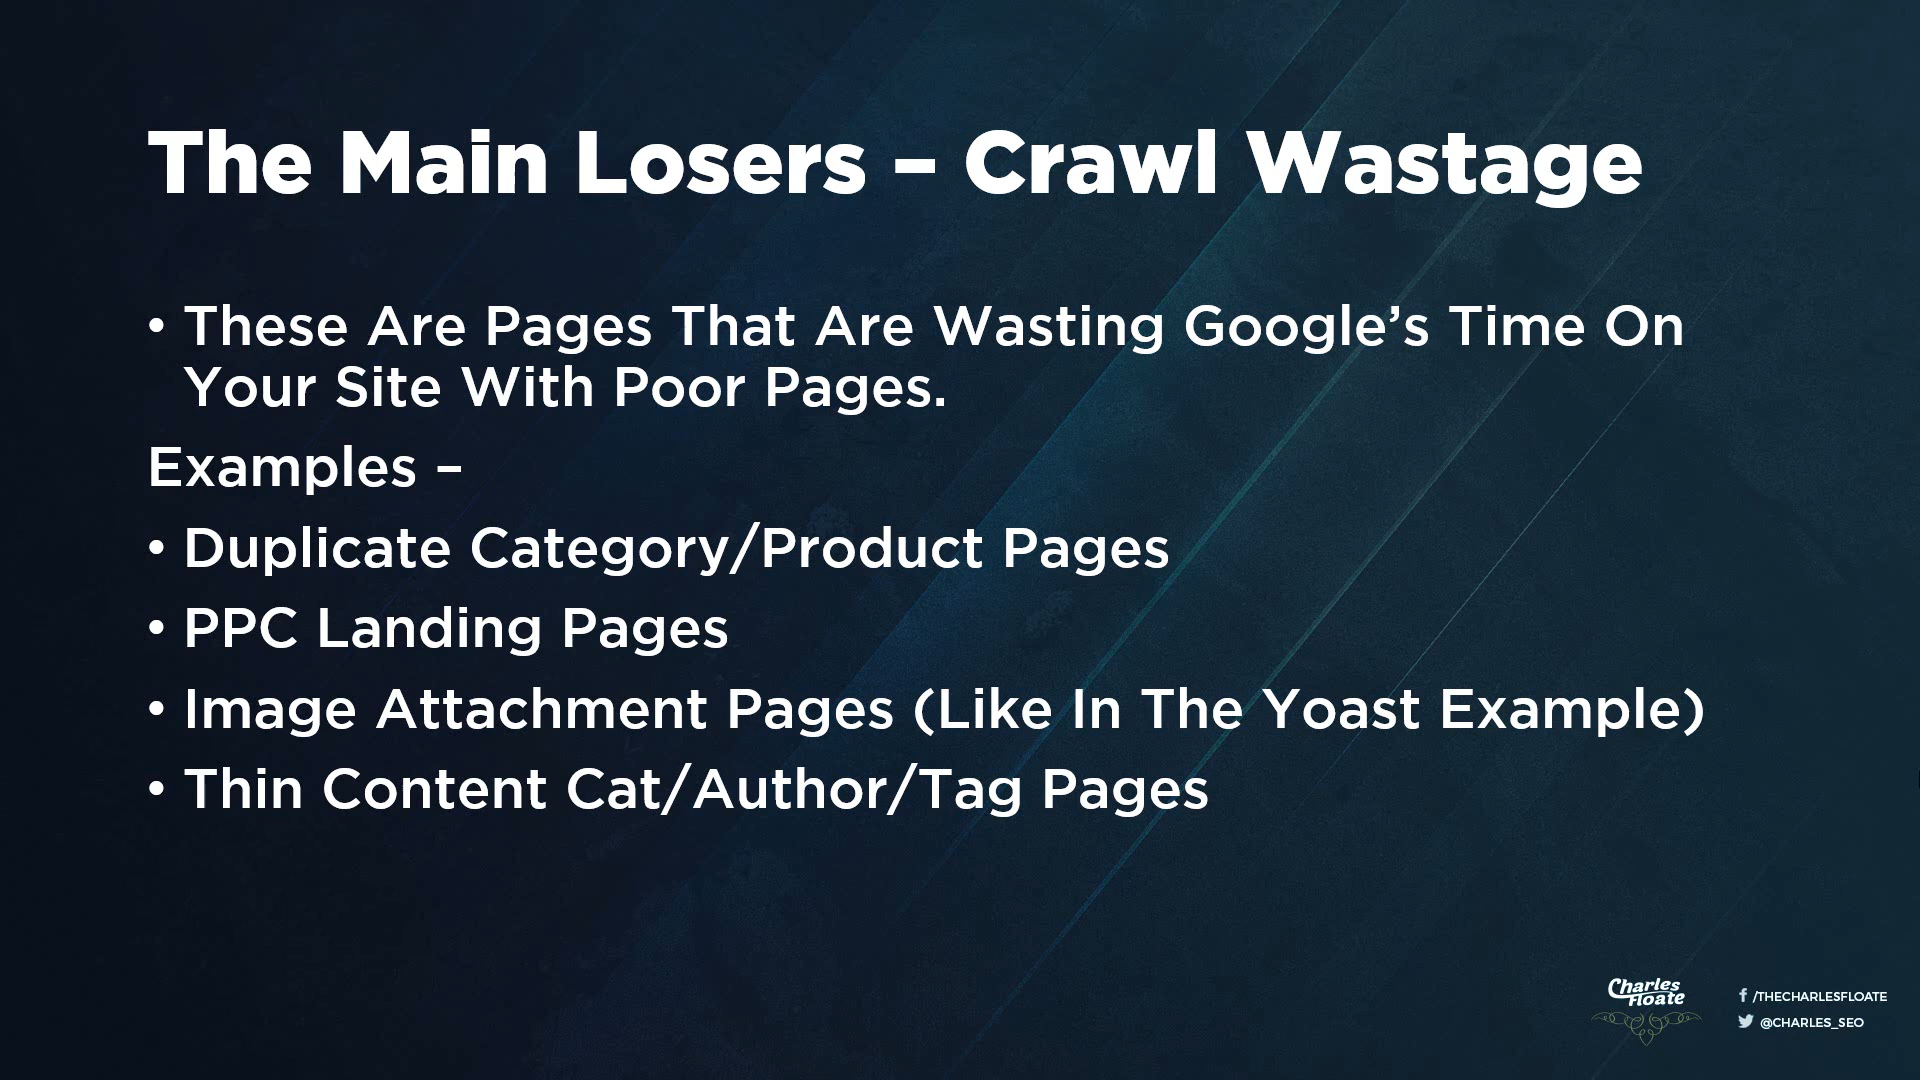 The Main Losers – Crawl Wastage
• These Are Pages That Are Wasting Google’s Time On
Your Site With Poor Pages.
Examples –
• Duplicate Category/Product Pages
• PPC Landing Pages
• Image Attachment Pages (Like In The Yoast Example)
• Thin Content Cat/Author/Tag Pages
Charles
Floate
/THECHARLESFLOATE
@CHARLES_SEO